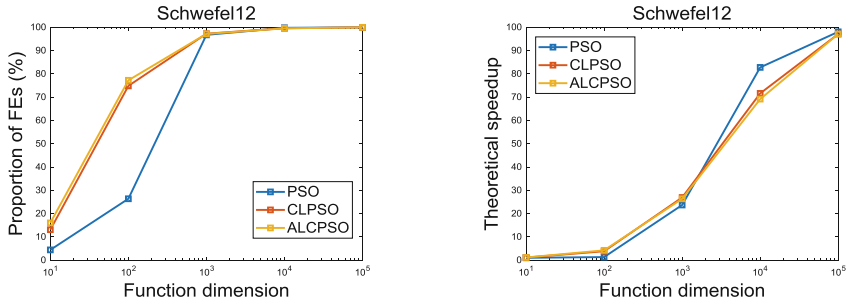 Schwefel12
Proportion of FEs (%)
100
90
80
70
60
50
40
30
20
10
0
PSO
CLPSO
ALCPSO
10^1
10^2
10^3
10^4
10^5
Function dimension
Schwefel12
Theoretical speedup
100
90
80
70
60
50
40
30
20
10
0
PSO
CLPSO
ALCPSO
10^1
10^2
10^3
10^4
10^5
Function dimension